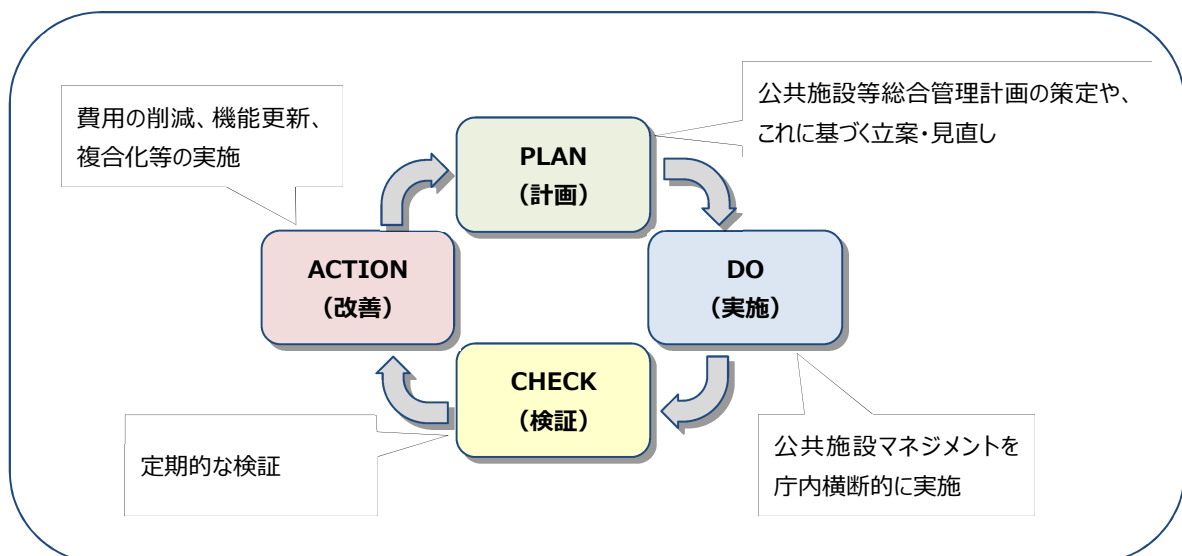 費用の削減、機能更新、
複合化等の実施
公共施設等総合管理計画の策定や、
これに基づく立案・見直し
PLAN
（計画）
ACTION
（改善）
DO
（実施）
CHECK
（検証）
定期的な検証
公共施設マネジメントを
庁内横断的に実施